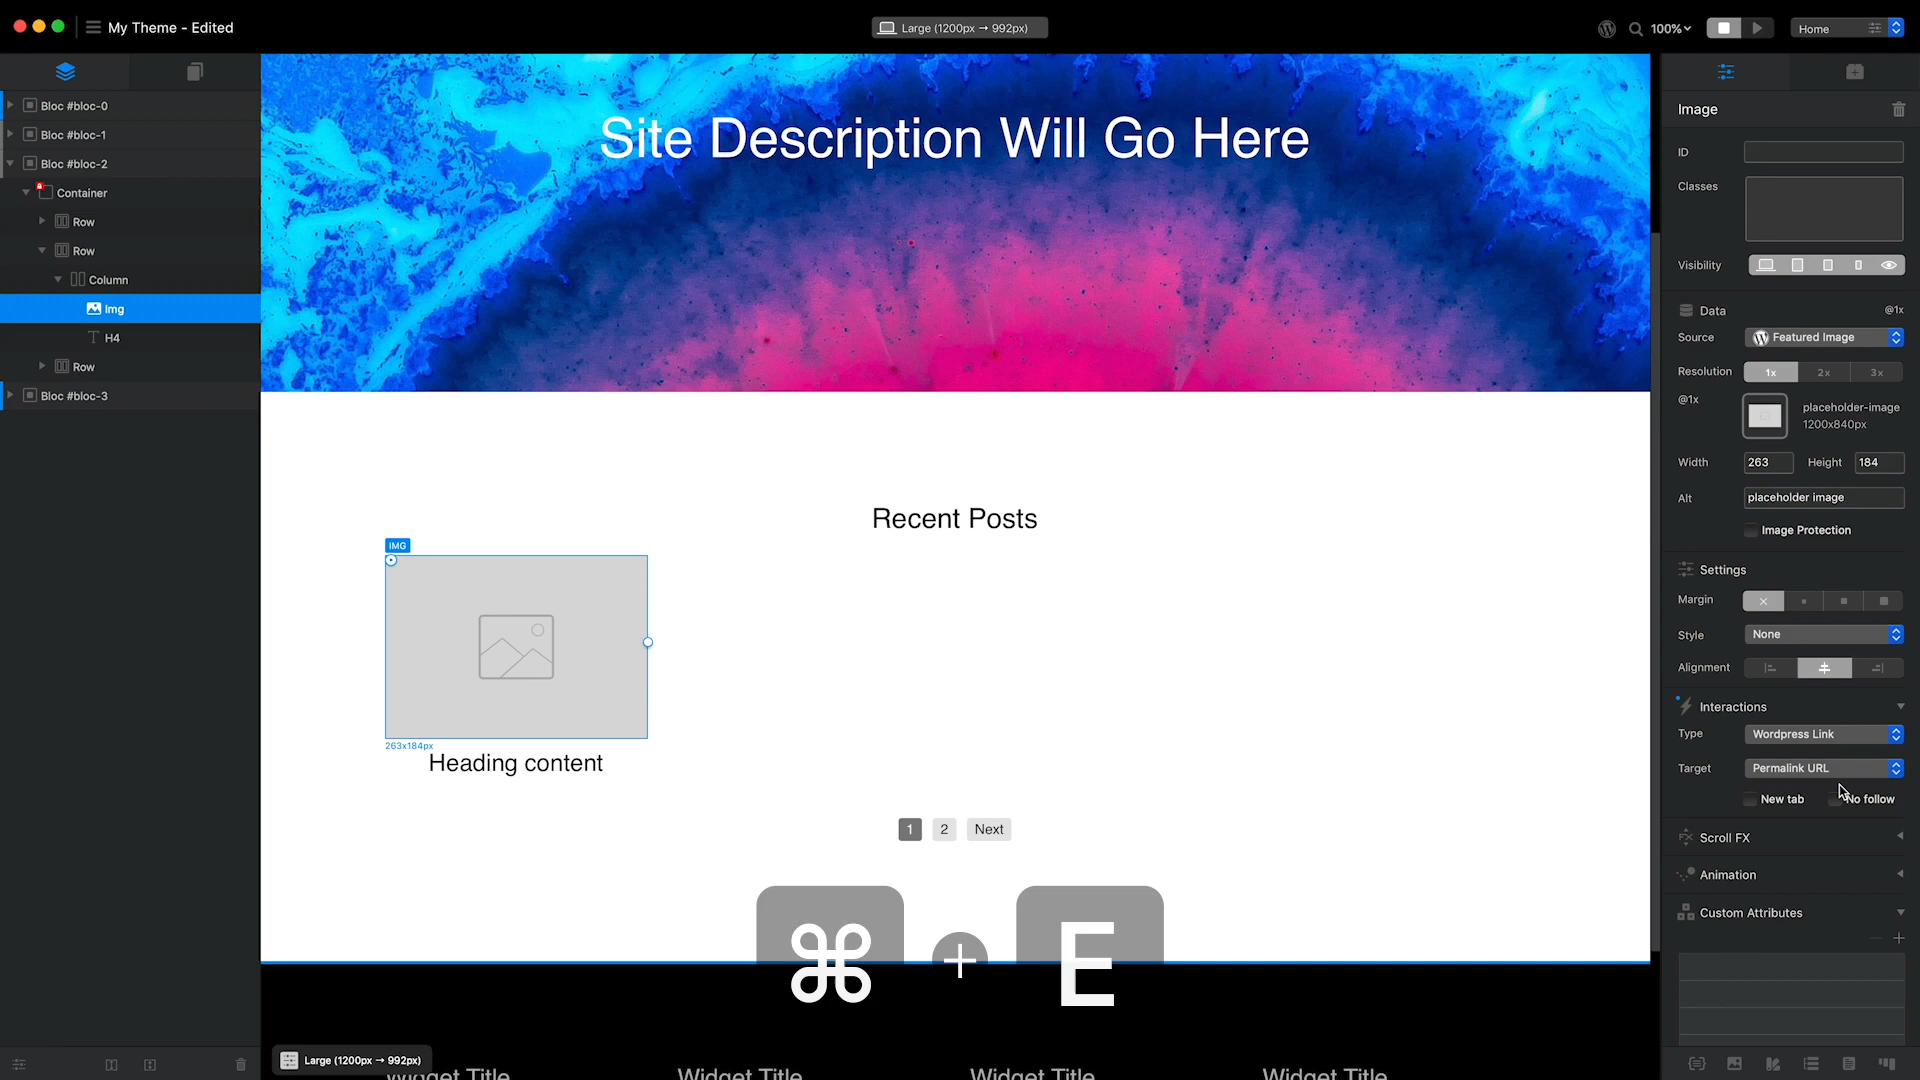 My Theme - Edited
Large (1200px → 992px)
100%
Home
Bloc #bloc-0
Bloc #bloc-1
Bloc #bloc-2
Container
Row
Row
Column
Img
H4
Row
Bloc #bloc-3
Site Description Will Go Here
Recent Posts
IMG
263x184px
Heading content
1 2 Next
⌘ + E
Large (1200px → 992px)
Widget Title Widget Title Widget Title Widget Title
Image
ID
Classes
Visibility
Data @1x
Source Featured Image
Resolution 1x 2x 3x
@1x placeholder-image
1200x840px
Width 263 Height 184
Alt placeholder image
Image Protection
Settings
Margin
Style None
Alignment
Interactions
Type Wordpress Link
Target Permalink URL
New tab No follow
Scroll FX
Animation
Custom Attributes